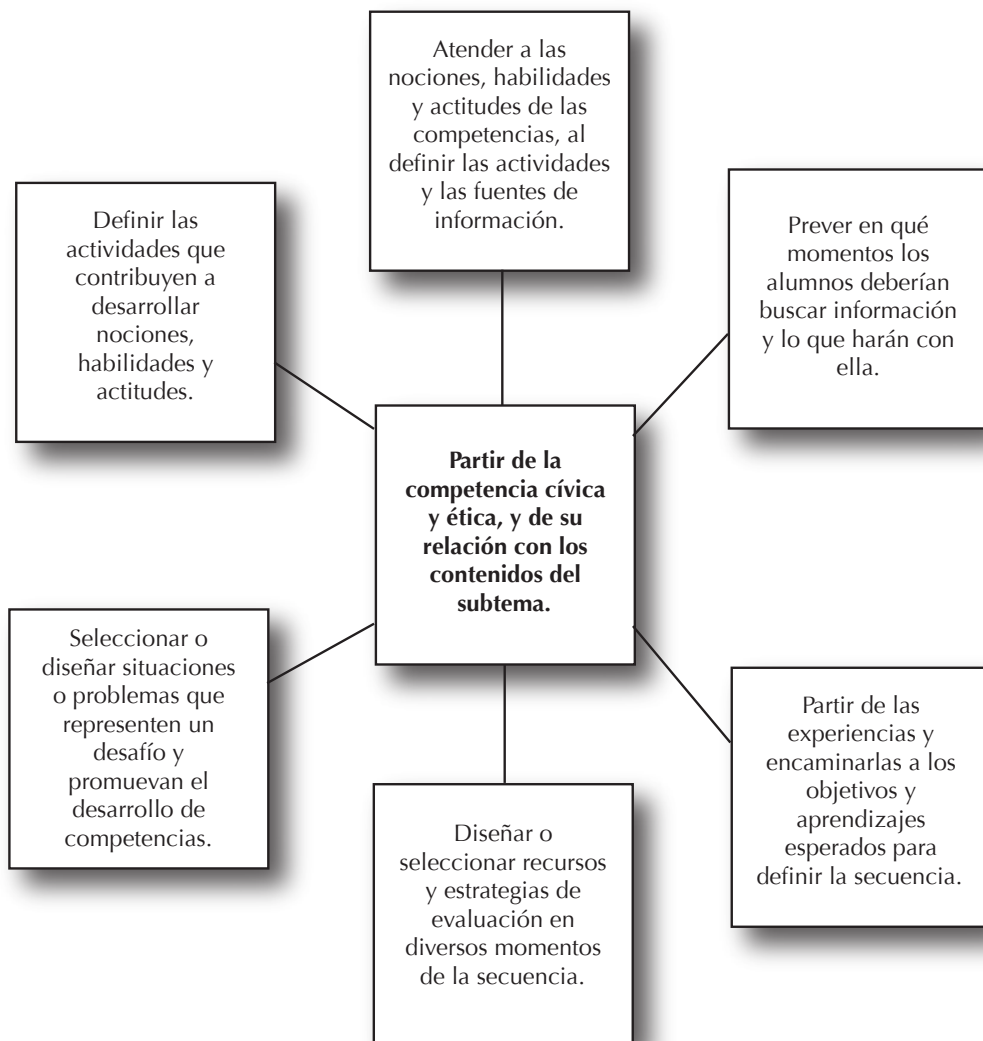 Atender a las
nociones, habilidades
y actitudes de las
competencias, al
definir las actividades
y las fuentes de
información.
Definir las
actividades que
contribuyen a
desarrollar
nociones,
habilidades y
actitudes.
Prever en qué
momentos los
alumnos deberían
buscar información
y lo que harán con
ella.
Partir de la
competencia cívica
y ética, y de su
relación con los
contenidos del
subtema.
Seleccionar o
diseñar situaciones
o problemas que
representen un
desafío y
promuevan el
desarrollo de
competencias.
Partir de las
experiencias y
encaminarlas a los
objetivos y
aprendizajes
esperados para
definir la secuencia.
Diseñar o
seleccionar recursos
y estrategias de
evaluación en
diversos momentos
de la secuencia.